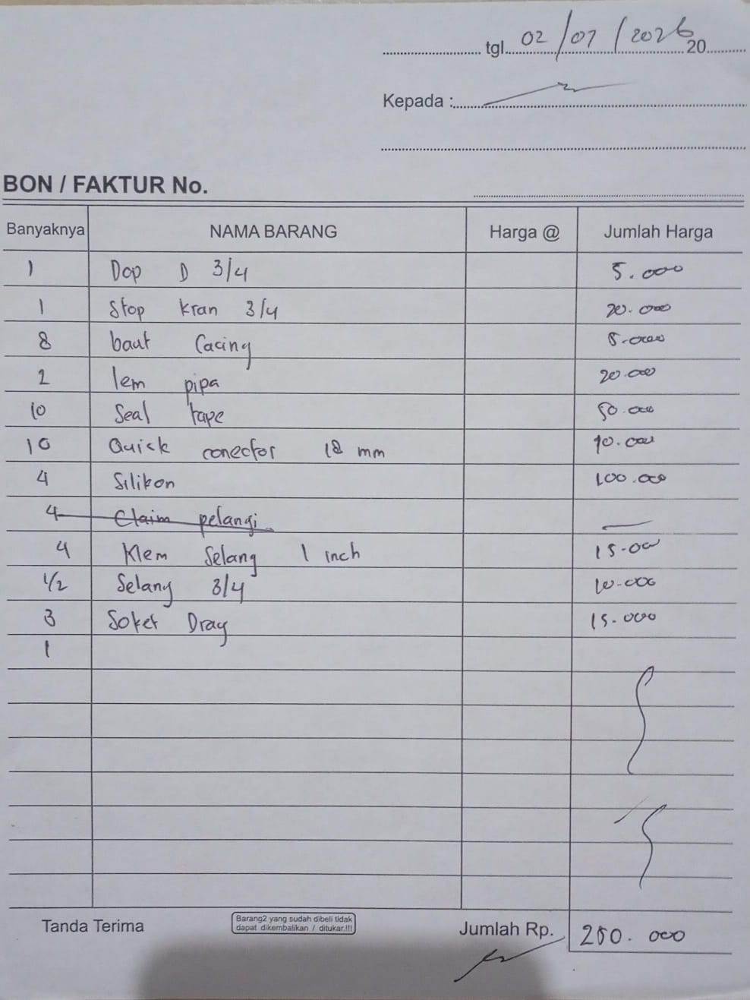 tgl 02/07/2026 20
Kepada :
BON / FAKTUR No.
Banyaknya NAMA BARANG Harga @ Jumlah Harga
1 Dop D 3/4 5.000
1 Stop kran 3/4 20.000
8 baut Cacing 5.000
2 lem pipa 20.000
10 Seal tape 50.000
10 Quick conector 18 mm 10.000
4 Silikon 100.000
4 Claim pelangi —
4 Klem Selang 1 inch 15.00
1/2 Selang 3/4 10.000
3 Soket Dray 15.000
1
Tanda Terima
Barang2 yang sudah dibeli tidak
dapat dikembalikan / ditukar.!!!
Jumlah Rp. 250.000